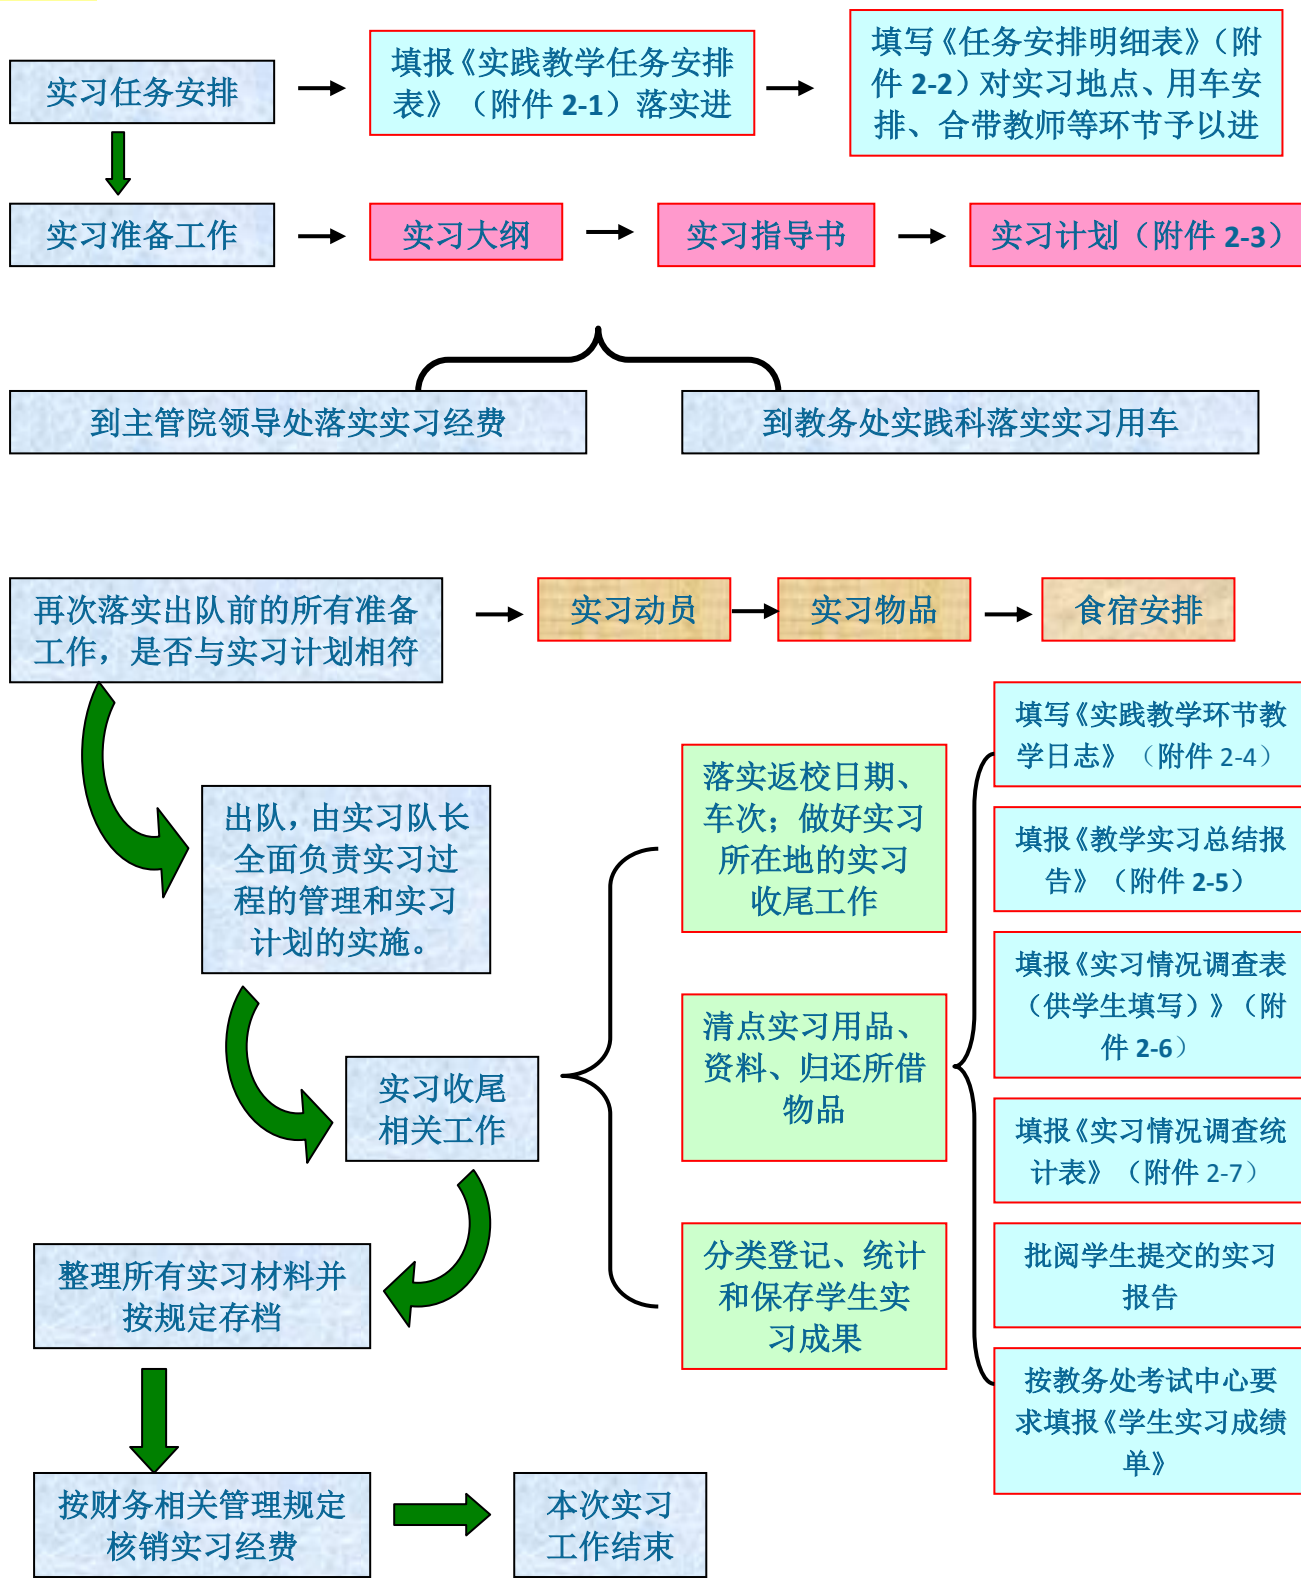 实习任务安排
填报《实践教学任务安排
表》（附件 2-1）落实进
填写《任务安排明细表》（附
件 2-2）对实习地点、用车安
排、合带教师等环节予以进
实习准备工作
实习大纲
实习指导书
实习计划（附件 2-3）
到主管院领导处落实实习经费
到教务处实践科落实实习用车
再次落实出队前的所有准备
工作，是否与实习计划相符
实习动员
实习物品
食宿安排
出队，由实习队长
全面负责实习过
程的管理和实习
计划的实施。
实习收尾
相关工作
落实返校日期、
车次；做好实习
所在地的实习
收尾工作
清点实习用品、
资料、归还所借
物品
分类登记、统计
和保存学生实
习成果
填写《实践教学环节教
学日志》（附件 2-4）
填报《教学实习总结报
告》（附件 2-5）
填报《实习情况调查表
（供学生填写）》（附
件 2-6）
填报《实习情况调查统
计表》（附件 2-7）
批阅学生提交的实习
报告
按教务处考试中心要
求填报《学生实习成绩
单》
整理所有实习材料并
按规定存档
按财务相关管理规定
核销实习经费
本次实习
工作结束